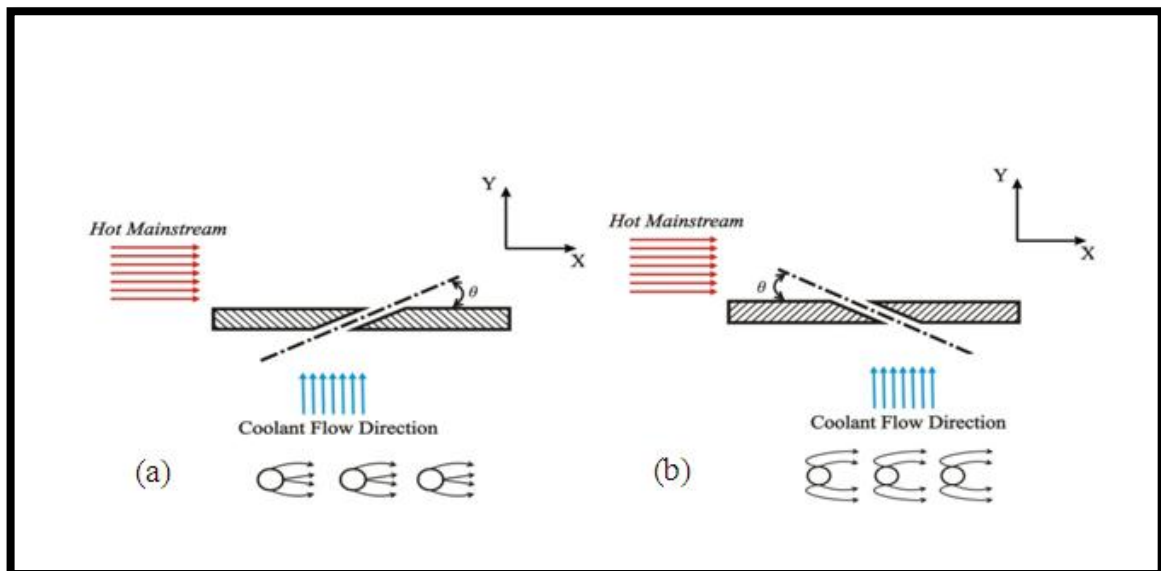 Hot Mainstream
Y
X
θ
Coolant Flow Direction
(a)
Hot Mainstream
Y
X
θ
Coolant Flow Direction
(b)